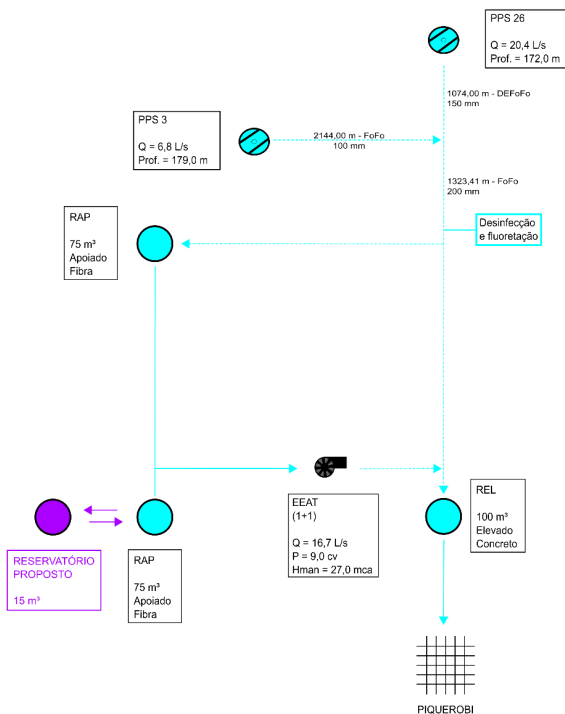 PPS 26
Q = 20,4 L/s
Prof. = 172,0 m
1074,00 m - DEFoFo
150 mm
PPS 3
Q = 6,8 L/s
Prof. = 179,0 m
2144,00 m - FoFo
100 mm
1323,41 m - FoFo
200 mm
Desinfecção
e fluoretação
RAP
75 m³
Apoiado
Fibra
EEAT
(1+1)
Q = 16,7 L/s
P = 9,0 cv
Hman = 27,0 mca
REL
100 m³
Elevado
Concreto
RESERVATÓRIO
PROPOSTO
15 m³
RAP
75 m³
Apoiado
Fibra
PIQUEROBI